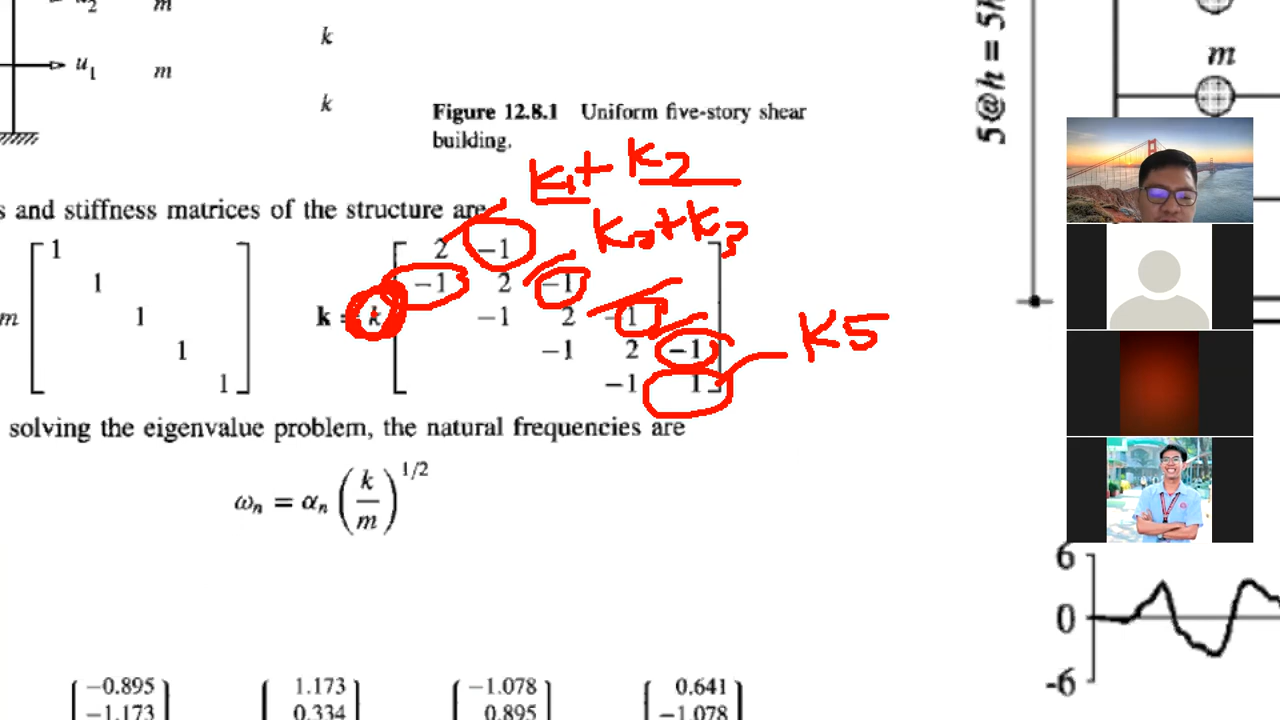 u2 m
k
u1 m
k
Figure 12.8.1 Uniform five-story shear
building.
k1+k2
s and stiffness matrices of the structure are
k2+k3
m [1 1 1 1 1]
k = k
2 −1
−1 2 −1
−1 2 −1
−1 2 −1
−1 1
K5
solving the eigenvalue problem, the natural frequencies are
ωn = αn (k/m)^1/2
−0.895 1.173 −1.078 0.641
−1.173 0.334 0.895 −1.078
5@h = 5h
m
6
0
-6